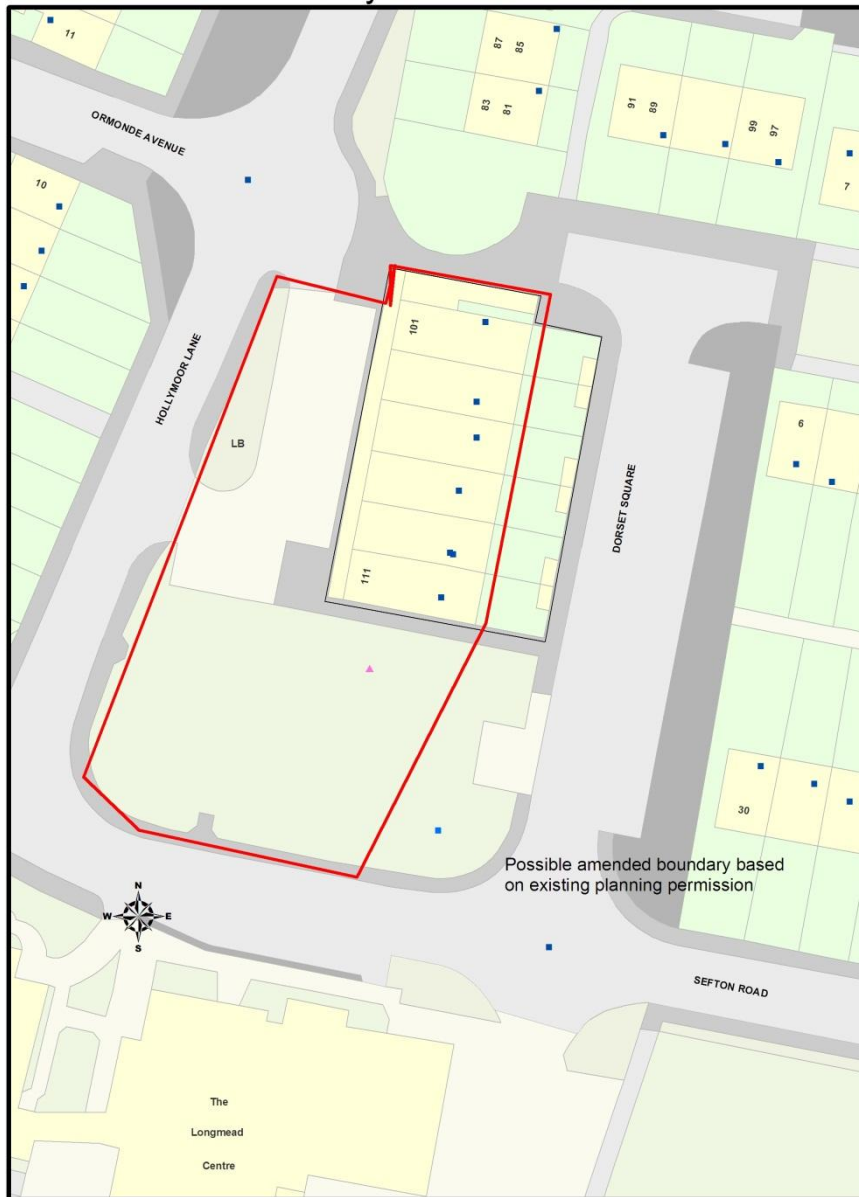 11
87 85
83 81
91 89
99 97
7
ORMONDE AVENUE
10
101
HOLLYMOOR LANE
LB
6
DORSET SQUARE
111
30
Possible amended boundary based
on existing planning permission
N
W E
S
SEFTON ROAD
The
Longmead
Centre